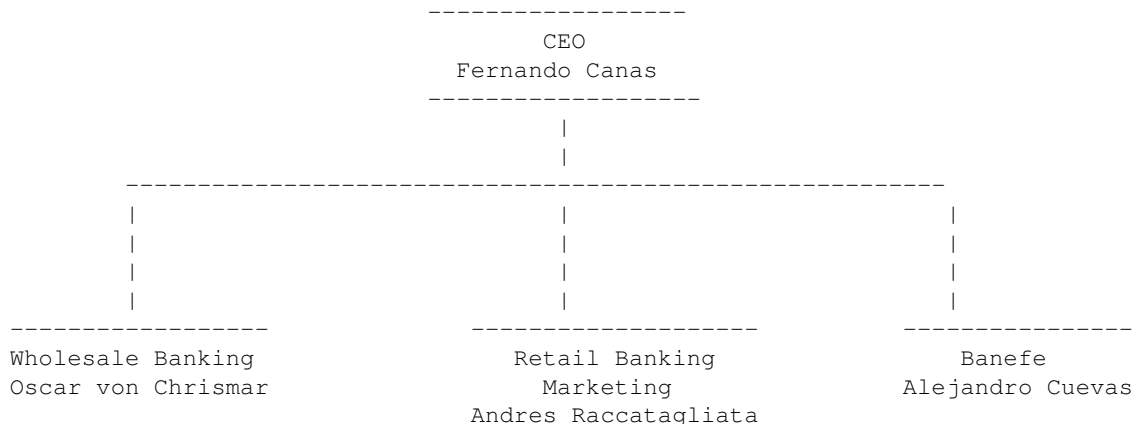 CEO
Fernando Canas
Wholesale Banking
Oscar von Chrismar
Retail Banking
Marketing
Andres Raccatagliata
Banefe
Alejandro Cuevas